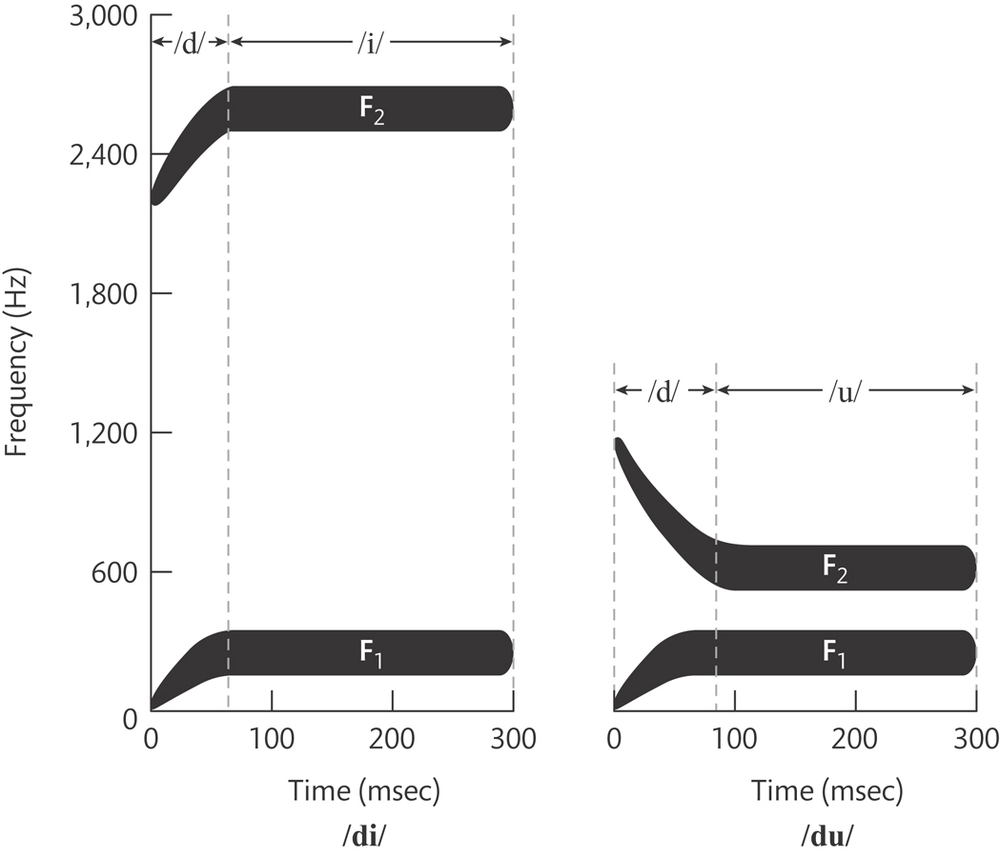 3,000
2,400
1,800
1,200
600
0
Frequency (Hz)
/d/ /i/
F2
F1
0 100 200 300
Time (msec)
/di/
/d/ /u/
F2
F1
0 100 200 300
Time (msec)
/du/